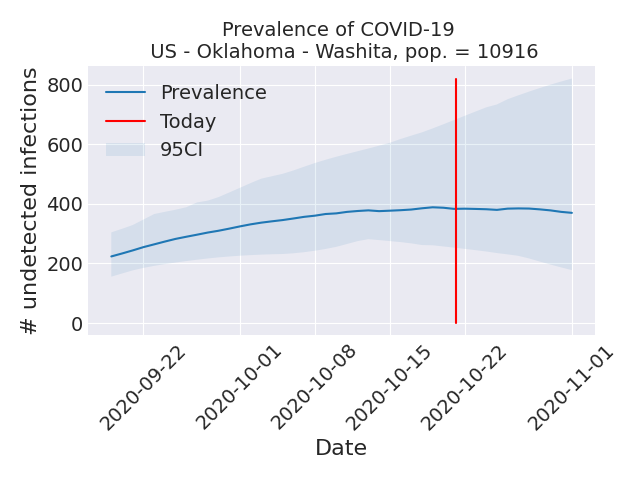 Prevalence of COVID-19
US - Oklahoma - Washita, pop. = 10916
# undetected infections
800
600
400
200
0
Prevalence
Today
95CI
2020-09-22
2020-10-01
2020-10-08
2020-10-15
2020-10-22
2020-11-01
Date